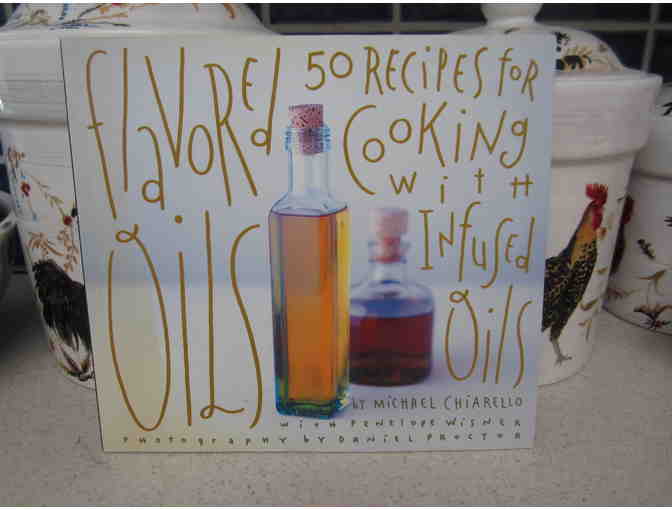 flavored
oils
50 Recipes for
Cooking
with
Infused
Oils
by Michael Chiarello
with Penelope Wisner
Photography by Daniel Proctor